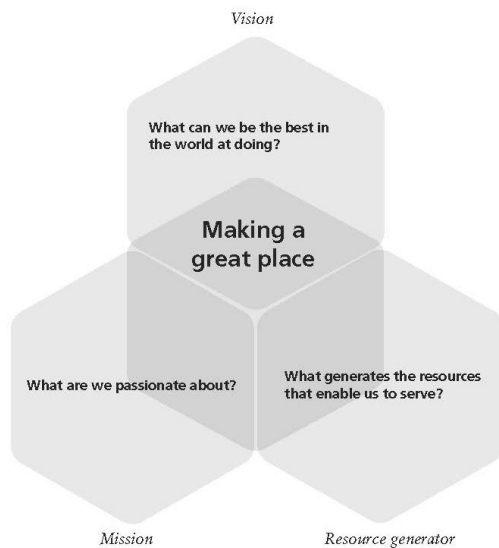 Vision
What can we be the best in
the world at doing?
Making a
great place
What are we passionate about?
What generates the resources
that enable us to serve?
Mission
Resource generator